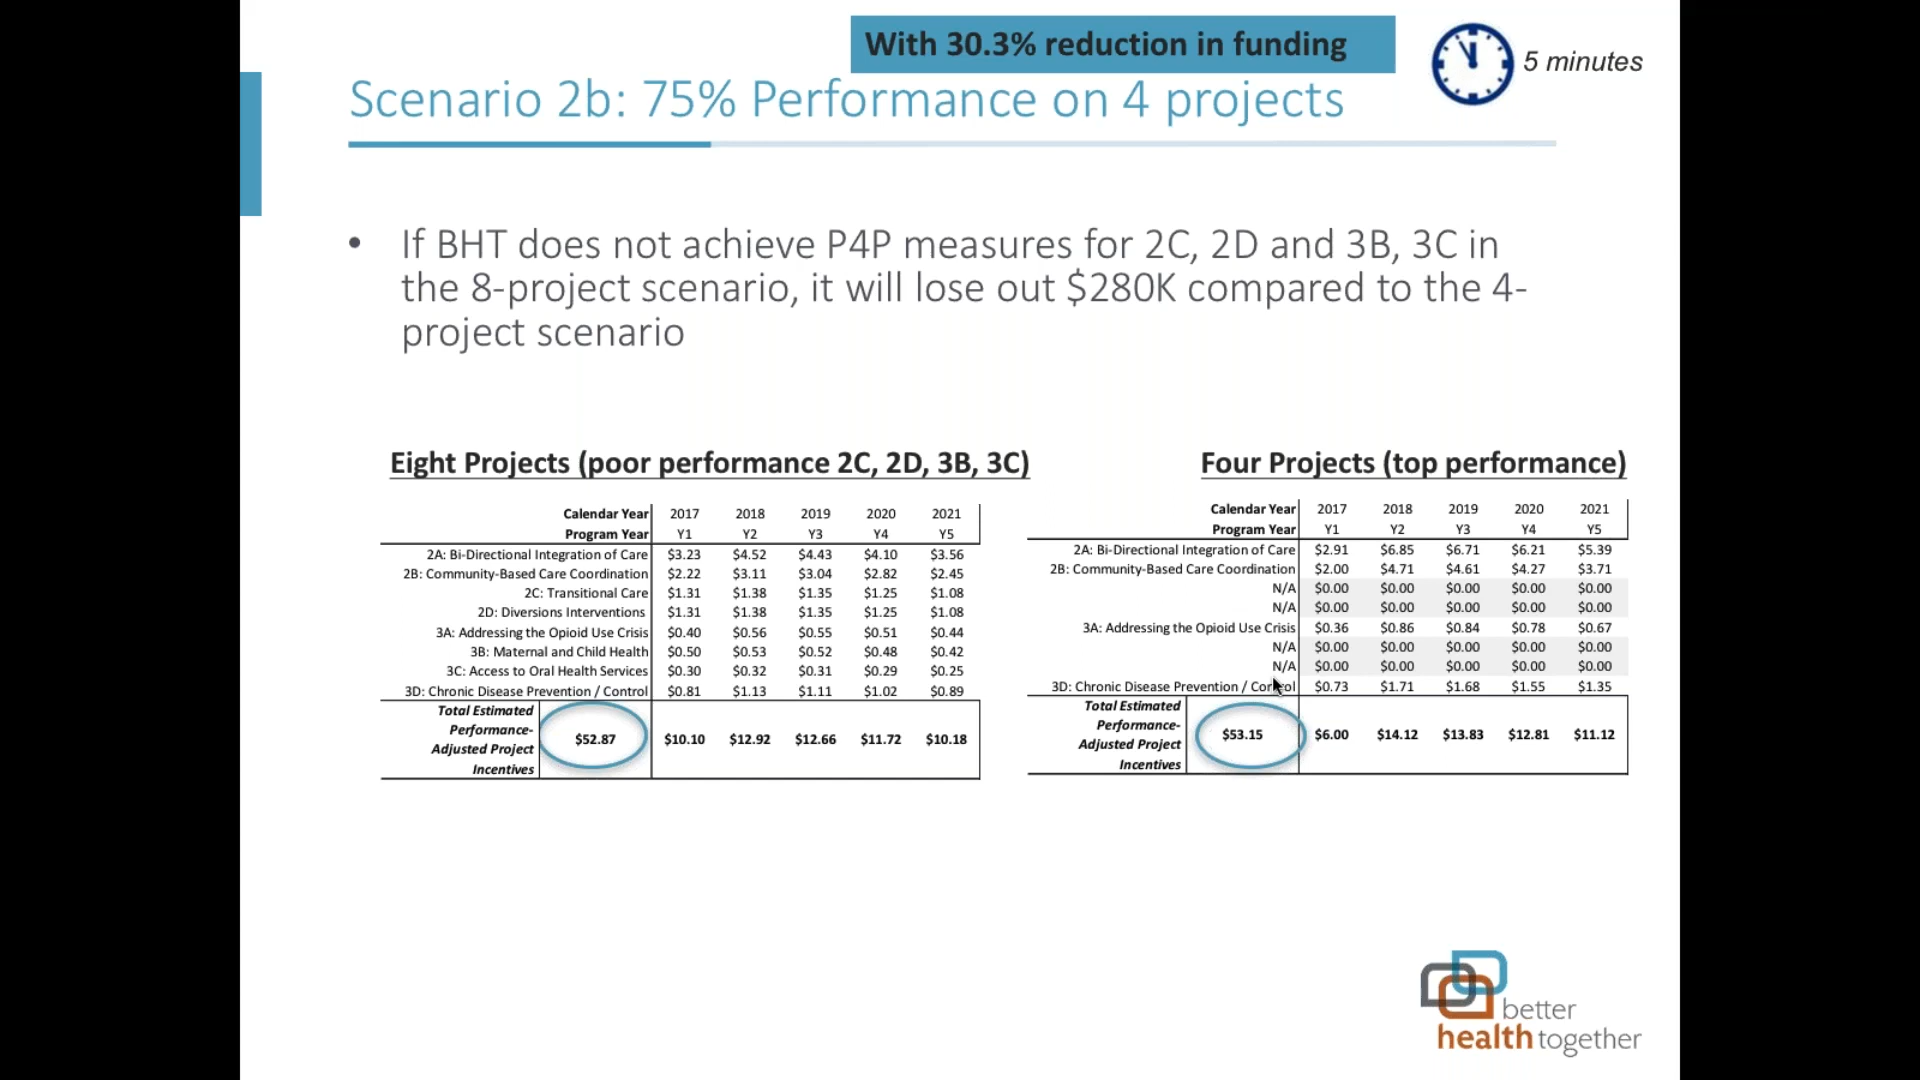 With 30.3% reduction in funding
5 minutes
Scenario 2b: 75% Performance on 4 projects
• If BHT does not achieve P4P measures for 2C, 2D and 3B, 3C in
the 8-project scenario, it will lose out $280K compared to the 4-
project scenario
Eight Projects (poor performance 2C, 2D, 3B, 3C)
Calendar Year 2017 2018 2019 2020 2021
Program Year Y1 Y2 Y3 Y4 Y5
2A: Bi-Directional Integration of Care $3.23 $4.52 $4.43 $4.10 $3.56
2B: Community-Based Care Coordination $2.22 $3.11 $3.04 $2.82 $2.45
2C: Transitional Care $1.31 $1.38 $1.35 $1.25 $1.08
2D: Diversions Interventions $1.31 $1.38 $1.35 $1.25 $1.08
3A: Addressing the Opioid Use Crisis $0.40 $0.56 $0.55 $0.51 $0.44
3B: Maternal and Child Health $0.50 $0.53 $0.52 $0.48 $0.42
3C: Access to Oral Health Services $0.30 $0.32 $0.31 $0.29 $0.25
3D: Chronic Disease Prevention / Control $0.81 $1.13 $1.11 $1.02 $0.89
Total Estimated
Performance-
Adjusted Project
Incentives
$52.87 $10.10 $12.92 $12.66 $11.72 $10.18
Four Projects (top performance)
Calendar Year 2017 2018 2019 2020 2021
Program Year Y1 Y2 Y3 Y4 Y5
2A: Bi-Directional Integration of Care $2.91 $6.85 $6.71 $6.21 $5.39
2B: Community-Based Care Coordination $2.00 $4.71 $4.61 $4.27 $3.71
N/A $0.00 $0.00 $0.00 $0.00 $0.00
N/A $0.00 $0.00 $0.00 $0.00 $0.00
3A: Addressing the Opioid Use Crisis $0.36 $0.86 $0.84 $0.78 $0.67
N/A $0.00 $0.00 $0.00 $0.00 $0.00
N/A $0.00 $0.00 $0.00 $0.00 $0.00
3D: Chronic Disease Prevention / Control $0.73 $1.71 $1.68 $1.55 $1.35
Total Estimated
Performance-
Adjusted Project
Incentives
$53.15 $6.00 $14.12 $13.83 $12.81 $11.12
better
health together